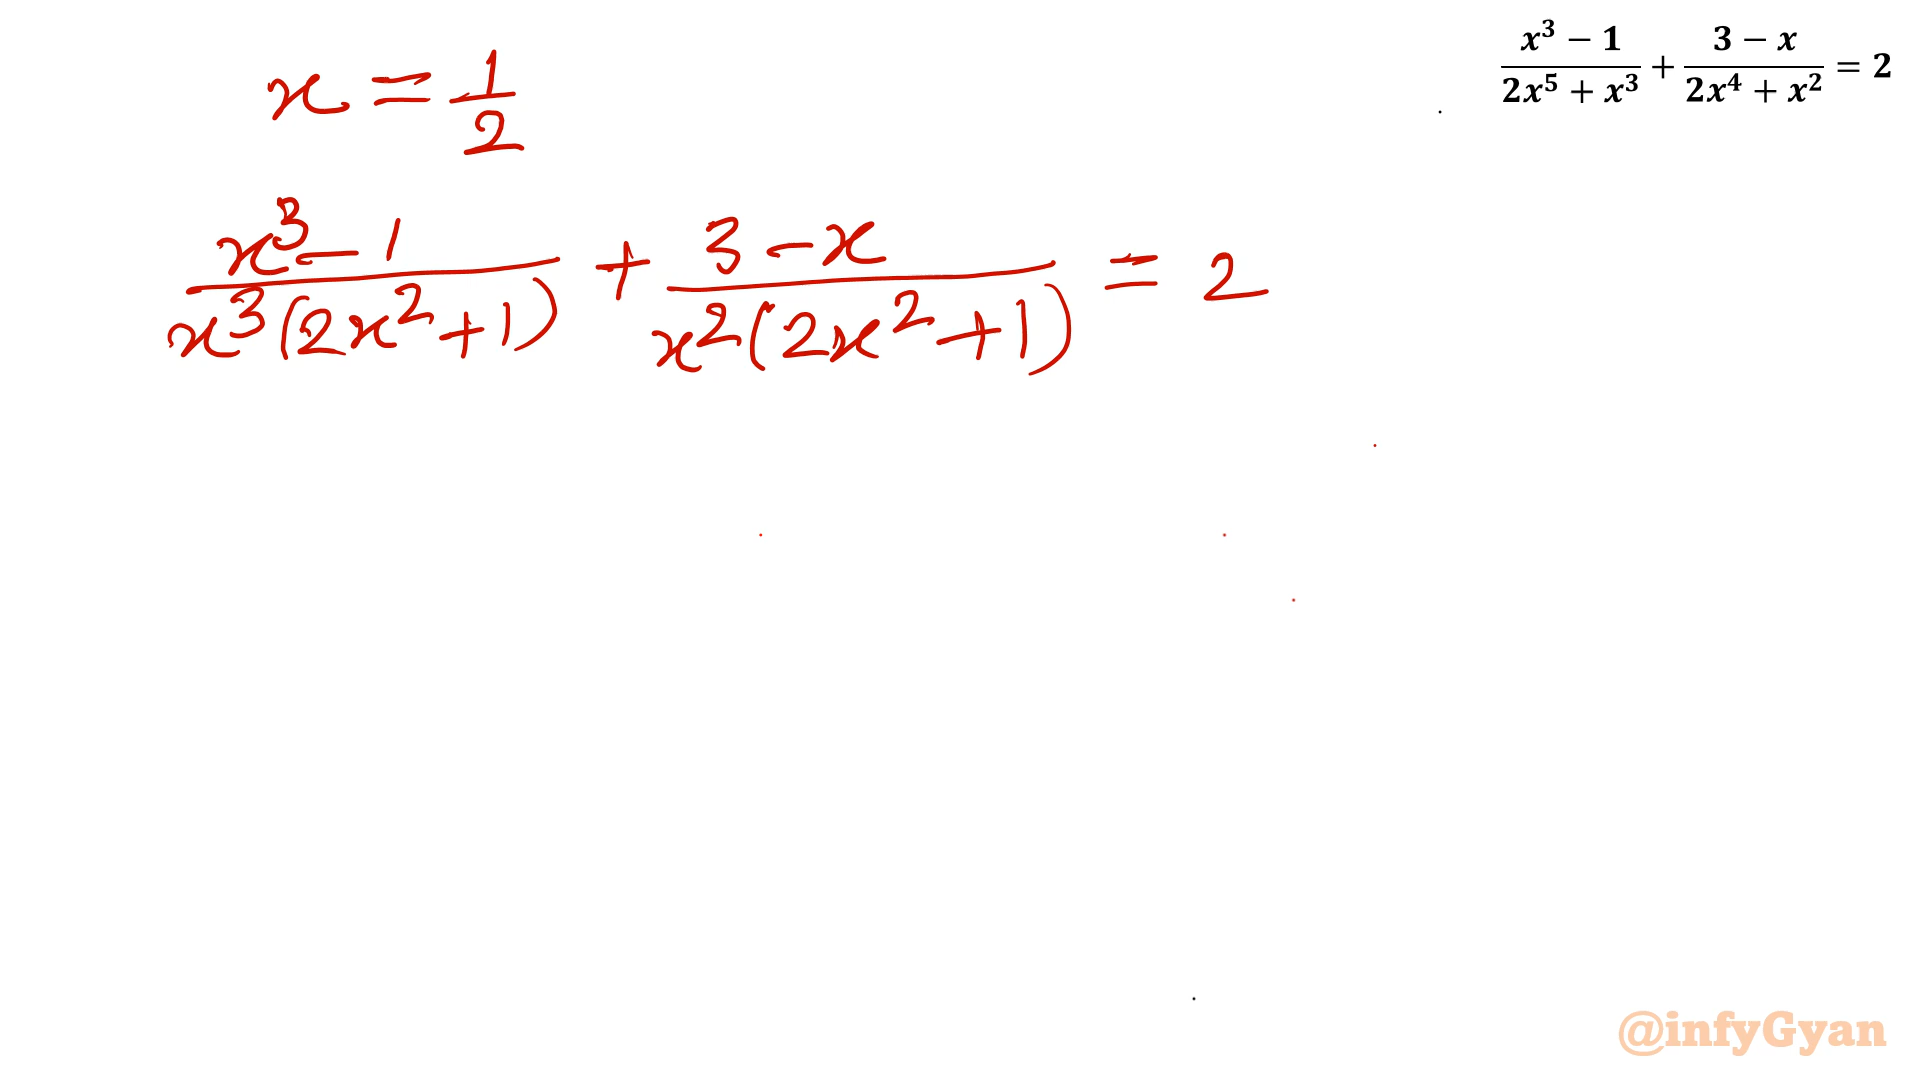 x = 1/2
(x³ − 1)/(2x⁵ + x³) + (3 − x)/(2x⁴ + x²) = 2
(x³ − 1)/(x³(2x² + 1)) + (3 − x)/(x²(2x² + 1)) = 2
@infyGyan